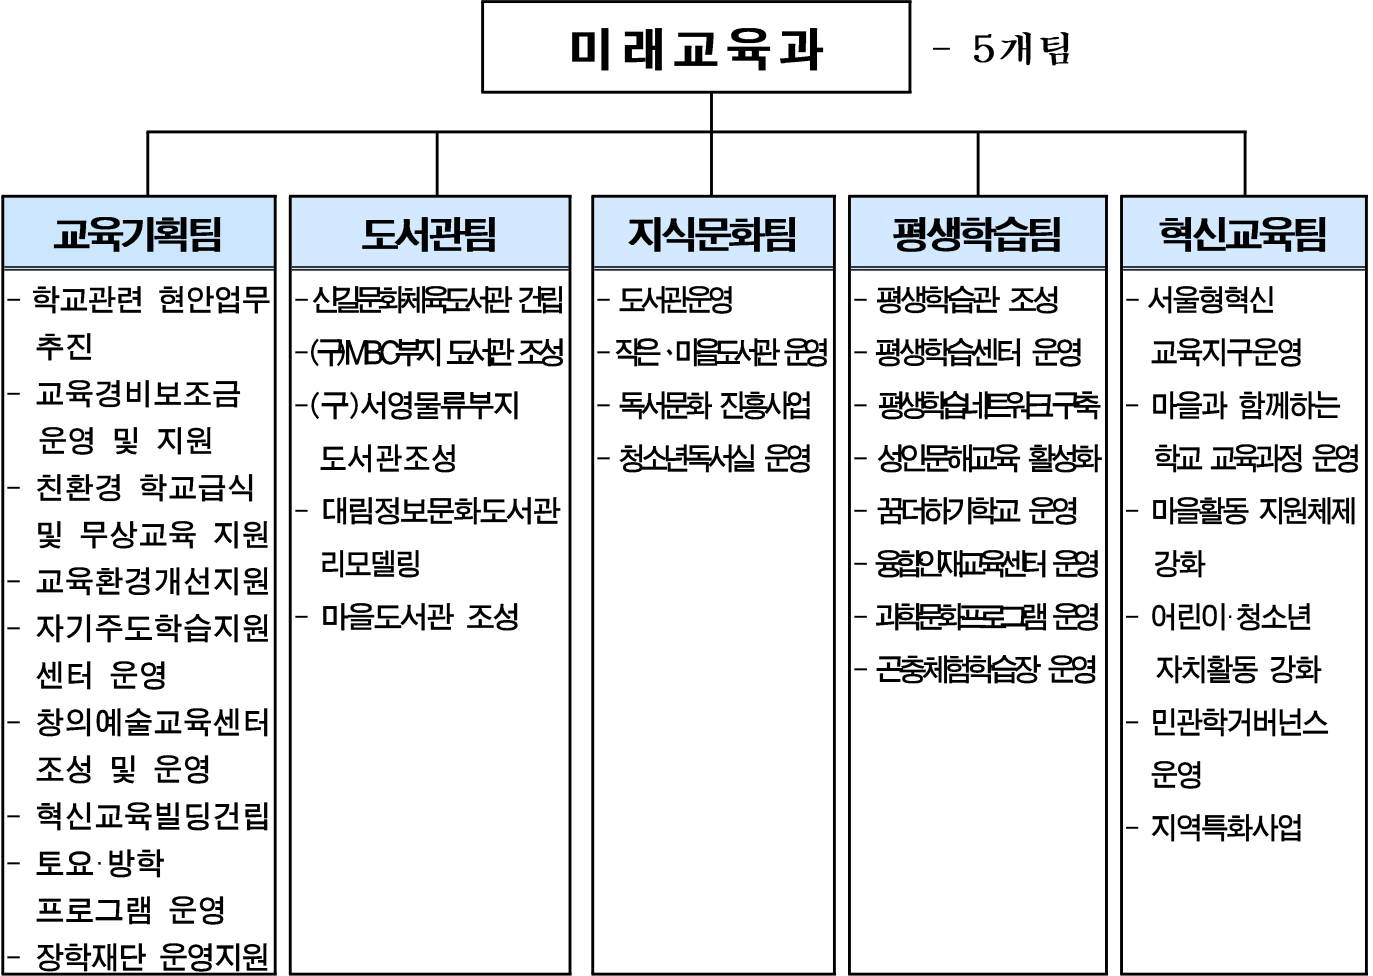 미래교육과
- 5개팀
교육기획팀
- 학교관련 현안업무
추진
- 교육경비보조금
운영 및 지원
- 친환경 학교급식
및 무상교육 지원
- 교육환경개선지원
- 자기주도학습지원
센터 운영
- 창의예술교육센터
조성 및 운영
- 혁신교육빌딩건립
- 토요·방학
프로그램 운영
- 장학재단 운영지원
도서관팀
- 신길문화체육도서관 건립
- (구)MBC부지 도서관 조성
- (구)서영물류부지
도서관조성
- 대림정보문화도서관
리모델링
- 마을도서관 조성
지식문화팀
- 도서관운영
- 작은、마을도서관 운영
- 독서문화 진흥사업
- 청소년독서실 운영
평생학습팀
- 평생학습관 조성
- 평생학습센터 운영
- 평생학습네트워크구축
- 성인문해교육 활성화
- 꿈더하기학교 운영
- 융합인재교육센터 운영
- 과학문화프로그램 운영
- 곤충체험학습장 운영
혁신교육팀
- 서울형혁신
교육지구운영
- 마을과 함께하는
학교 교육과정 운영
- 마을활동 지원체제
강화
- 어린이·청소년
자치활동 강화
- 민관학거버넌스
운영
- 지역특화사업